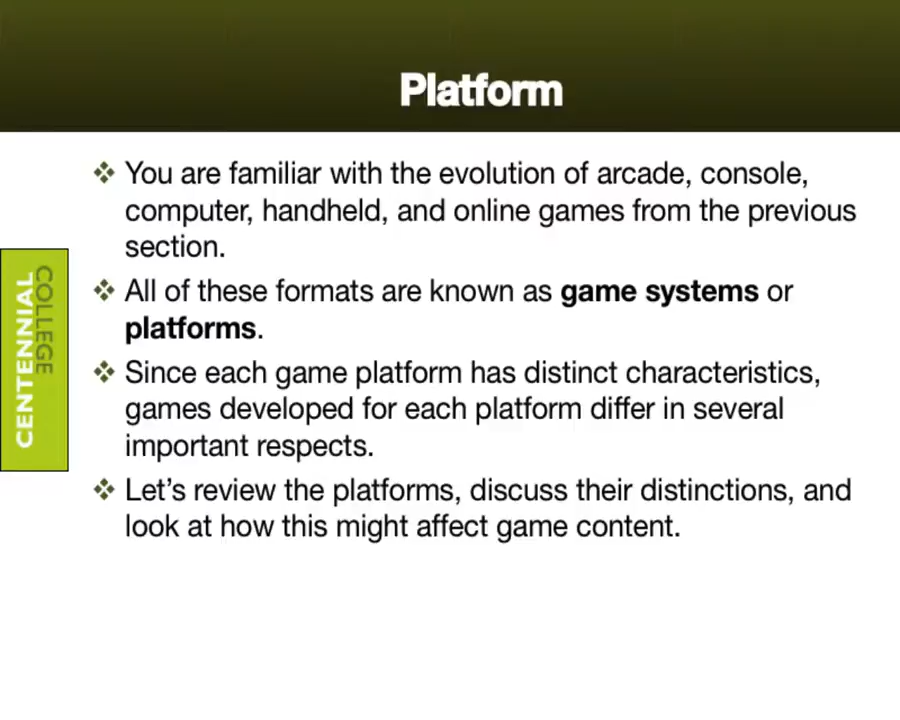 Platform
❖ You are familiar with the evolution of arcade, console,
computer, handheld, and online games from the previous
section.
❖ All of these formats are known as game systems or
platforms.
❖ Since each game platform has distinct characteristics,
games developed for each platform differ in several
important respects.
❖ Let’s review the platforms, discuss their distinctions, and
look at how this might affect game content.
CENTENNIAL
COLLEGE